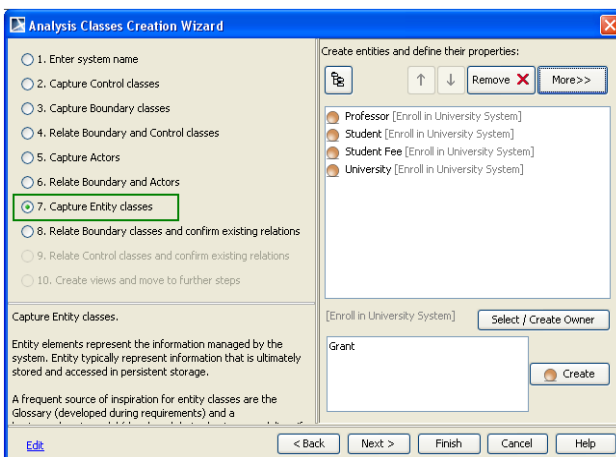 Analysis Classes Creation Wizard
1. Enter system name
2. Capture Control classes
3. Capture Boundary classes
4. Relate Boundary and Control classes
5. Capture Actors
6. Relate Boundary and Actors
7. Capture Entity classes
8. Relate Boundary classes and confirm existing relations
9. Relate Control classes and confirm existing relations
10. Create views and move to further steps
Capture Entity classes.
Entity elements represent the information managed by the
system. Entity typically represent information that is ultimately
stored and accessed in persistent storage.
A frequent source of inspiration for entity classes are the
Glossary (developed during requirements) and a
Create entities and define their properties:
Remove More>>
Professor [Enroll in University System]
Student [Enroll in University System]
Student Fee [Enroll in University System]
University [Enroll in University System]
[Enroll in University System] Select / Create Owner
Grant
Create
Edit < Back Next > Finish Cancel Help